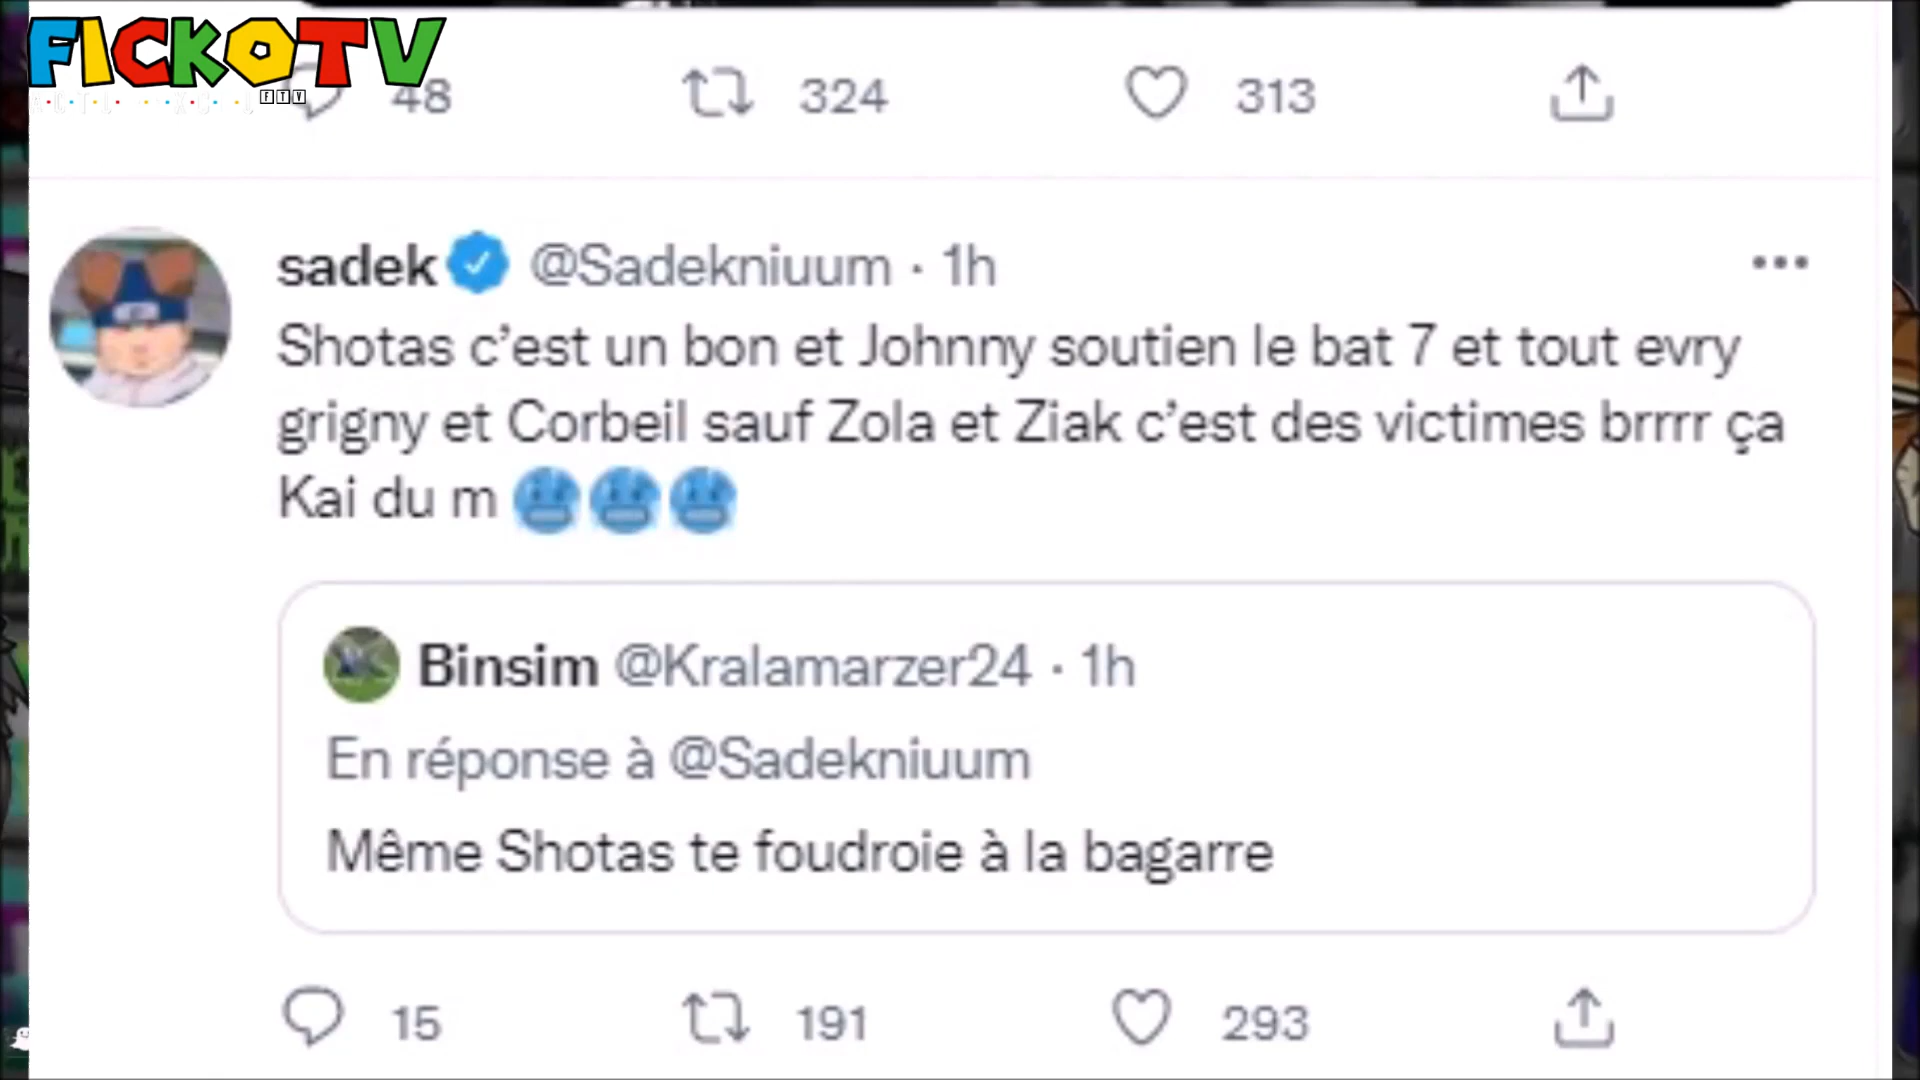 FICKOTV
FTV
48 324 313
sadek @Sadekniuum · 1h
Shotas c’est un bon et Johnny soutien le bat 7 et tout evry
grigny et Corbeil sauf Zola et Ziak c’est des victimes brrrr ça
Kai du m 🥶🥶🥶
Binsim @Kralamarzer24 · 1h
En réponse à @Sadekniuum
Même Shotas te foudroie à la bagarre
15 191 293